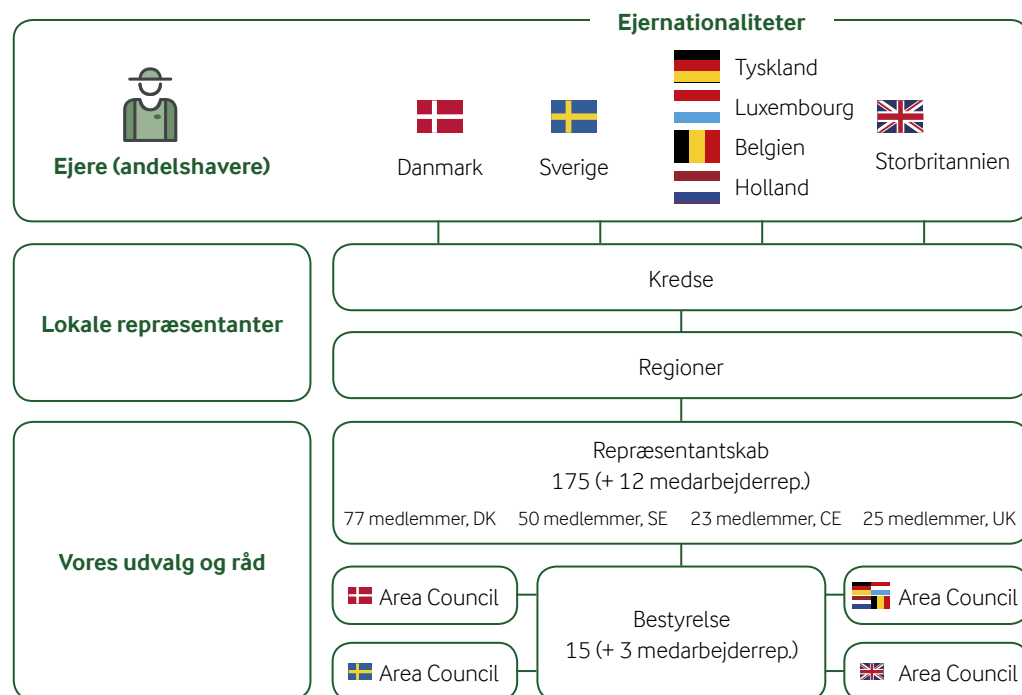 Ejernationaliteter
Ejere (andelshavere)
Danmark
Sverige
Tyskland
Luxembourg
Belgien
Holland
Storbritannien
Lokale repræsentanter
Kredse
Regioner
Vores udvalg og råd
Repræsentantskab
175 (+ 12 medarbejderrep.)
77 medlemmer, DK
50 medlemmer, SE
23 medlemmer, CE
25 medlemmer, UK
Area Council
Area Council
Bestyrelse
15 (+ 3 medarbejderrep.)
Area Council
Area Council